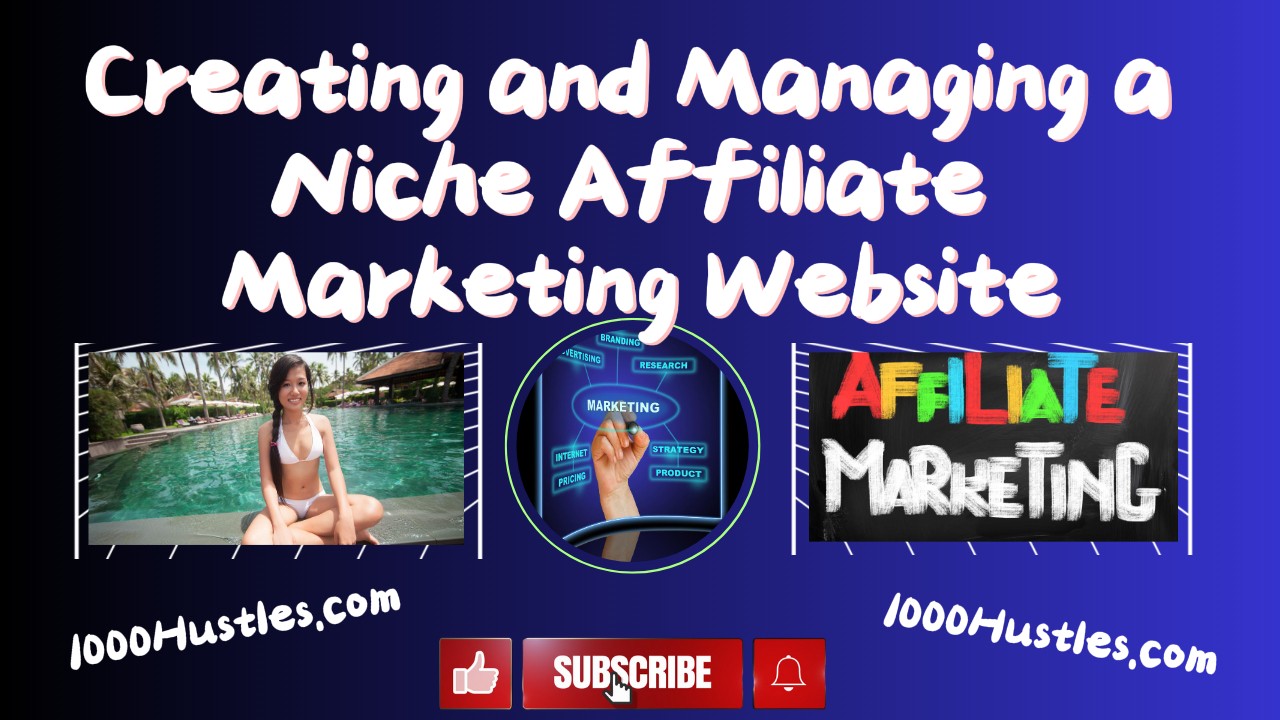 Creating and Managing a
Niche Affiliate
Marketing Website
BRANDING
VERTISING
RESEARCH
MARKETING
INTERNET
STRATEGY
PRICING
PRODUCT
AFFILIATE
MARKETING
1000Hustles.com
1000Hustles.com
SUBSCRIBE